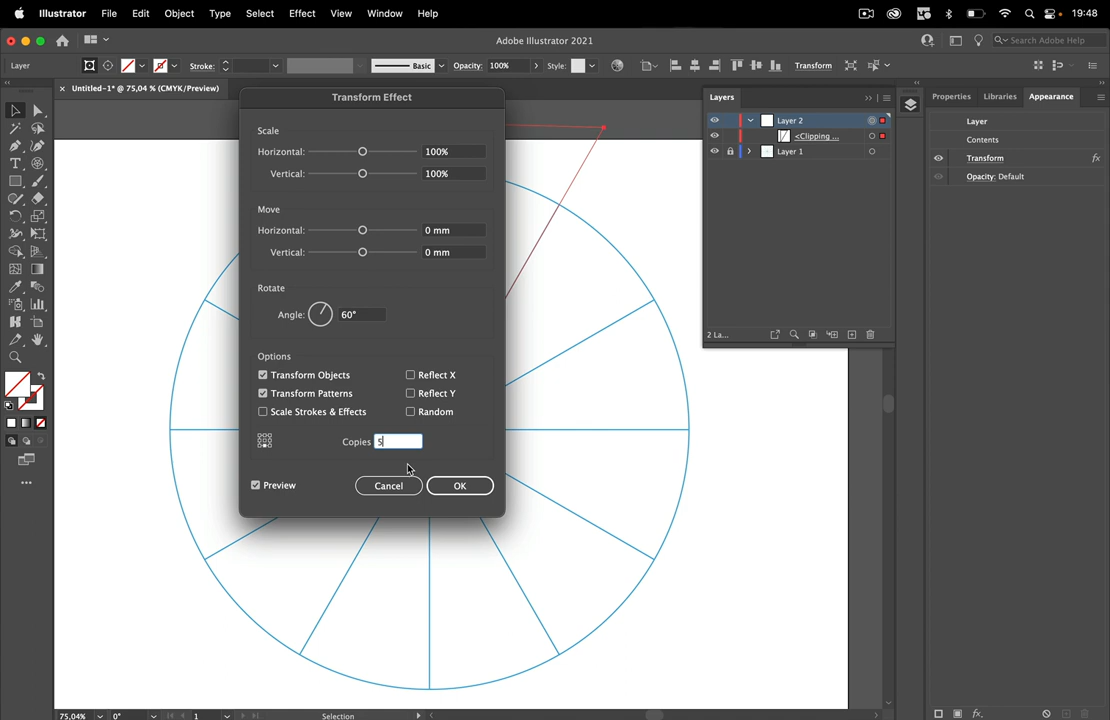 Illustrator File Edit Object Type Select Effect View Window Help 19:48
Adobe Illustrator 2021 Search Adobe Help
Layer Stroke: Basic Opacity: 100% Style: Transform
Untitled-1* @ 75,04 % (CMYK/Preview)
Transform Effect
Scale
Horizontal: 100%
Vertical: 100%
Move
Horizontal: 0 mm
Vertical: 0 mm
Rotate
Angle: 60°
Options
Transform Objects Reflect X
Transform Patterns Reflect Y
Scale Strokes & Effects Random
Copies 5
Preview Cancel OK
Layers
Layer 2
<Clipping ...
Layer 1
2 La...
Properties Libraries Appearance
Layer
Contents
Transform fx
Opacity: Default
fx.
75,04% 0° 1 Selection